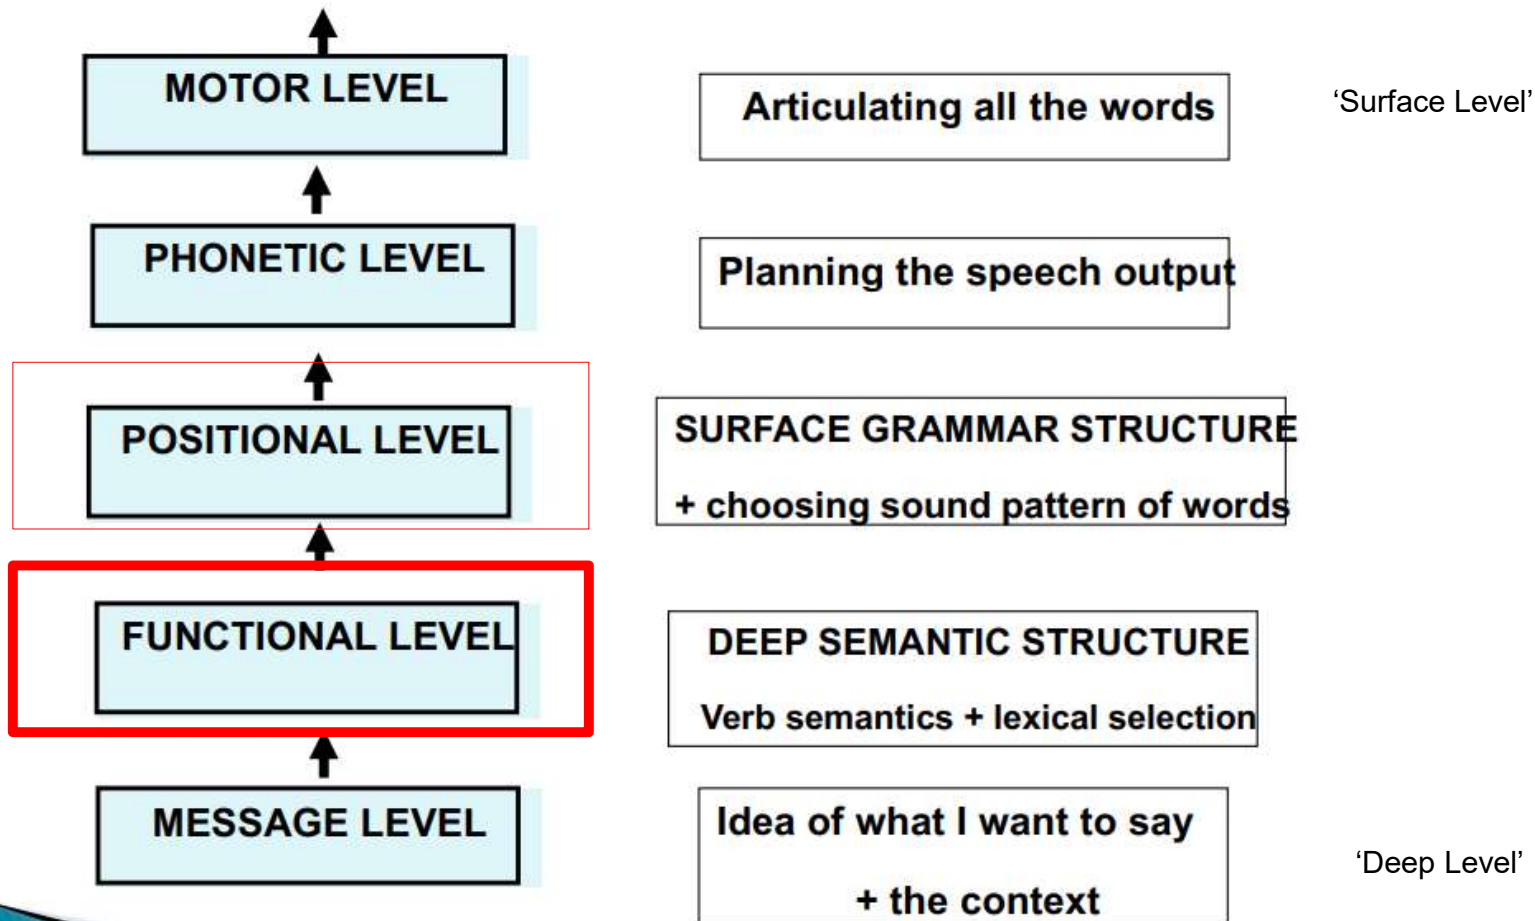 MOTOR LEVEL
Articulating all the words
‘Surface Level’
PHONETIC LEVEL
Planning the speech output
POSITIONAL LEVEL
SURFACE GRAMMAR STRUCTURE
+ choosing sound pattern of words
FUNCTIONAL LEVEL
DEEP SEMANTIC STRUCTURE
Verb semantics + lexical selection
MESSAGE LEVEL
Idea of what I want to say
+ the context
‘Deep Level’